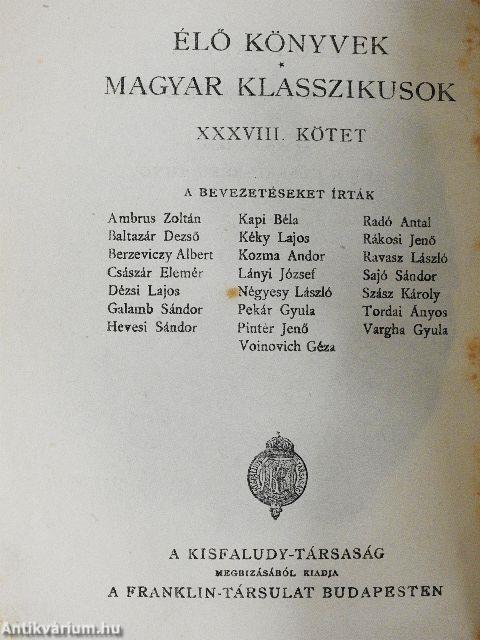 ÉLŐ KÖNYVEK
*
MAGYAR KLASSZIKUSOK
XXXVIII. KÖTET
A BEVEZETÉSEKET ÍRTÁK
Ambrus Zoltán
Baltazár Dezső
Berzeviczy Albert
Császár Elemér
Dézsi Lajos
Galamb Sándor
Hevesi Sándor
Kapi Béla
Kéky Lajos
Kozma Andor
Lányi József
Négyesy László
Pekár Gyula
Pintér Jenő
Voinovich Géza
Radó Antal
Rákosi Jenő
Ravasz László
Sajó Sándor
Szász Károly
Tordai Ányos
Vargha Gyula
A KISFALUDY-TÁRSASÁG
MEGBIZÁSÁBÓL KIADJA
A FRANKLIN-TÁRSULAT BUDAPESTEN
Antikvárium.hu